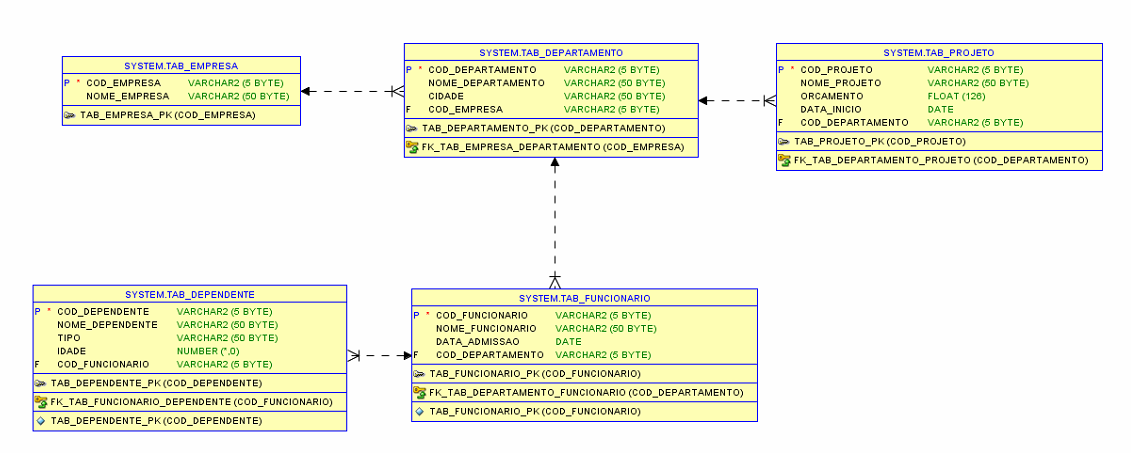 SYSTEM.TAB_EMPRESA
P * COD_EMPRESA VARCHAR2 (5 BYTE)
NOME_EMPRESA VARCHAR2 (50 BYTE)
TAB_EMPRESA_PK (COD_EMPRESA)
SYSTEM.TAB_DEPARTAMENTO
P * COD_DEPARTAMENTO VARCHAR2 (5 BYTE)
NOME_DEPARTAMENTO VARCHAR2 (50 BYTE)
CIDADE VARCHAR2 (50 BYTE)
F COD_EMPRESA VARCHAR2 (5 BYTE)
TAB_DEPARTAMENTO_PK (COD_DEPARTAMENTO)
FK_TAB_EMPRESA_DEPARTAMENTO (COD_EMPRESA)
SYSTEM.TAB_PROJETO
P * COD_PROJETO VARCHAR2 (5 BYTE)
NOME_PROJETO VARCHAR2 (50 BYTE)
ORCAMENTO FLOAT (126)
DATA_INICIO DATE
F COD_DEPARTAMENTO VARCHAR2 (5 BYTE)
TAB_PROJETO_PK (COD_PROJETO)
FK_TAB_DEPARTAMENTO_PROJETO (COD_DEPARTAMENTO)
SYSTEM.TAB_DEPENDENTE
P * COD_DEPENDENTE VARCHAR2 (5 BYTE)
NOME_DEPENDENTE VARCHAR2 (50 BYTE)
TIPO VARCHAR2 (50 BYTE)
IDADE NUMBER (*,0)
F COD_FUNCIONARIO VARCHAR2 (5 BYTE)
TAB_DEPENDENTE_PK (COD_DEPENDENTE)
FK_TAB_FUNCIONARIO_DEPENDENTE (COD_FUNCIONARIO)
TAB_DEPENDENTE_PK (COD_DEPENDENTE)
SYSTEM.TAB_FUNCIONARIO
P * COD_FUNCIONARIO VARCHAR2 (5 BYTE)
NOME_FUNCIONARIO VARCHAR2 (50 BYTE)
DATA_ADMISSAO DATE
F COD_DEPARTAMENTO VARCHAR2 (5 BYTE)
TAB_FUNCIONARIO_PK (COD_FUNCIONARIO)
FK_TAB_DEPARTAMENTO_FUNCIONARIO (COD_DEPARTAMENTO)
TAB_FUNCIONARIO_PK (COD_FUNCIONARIO)